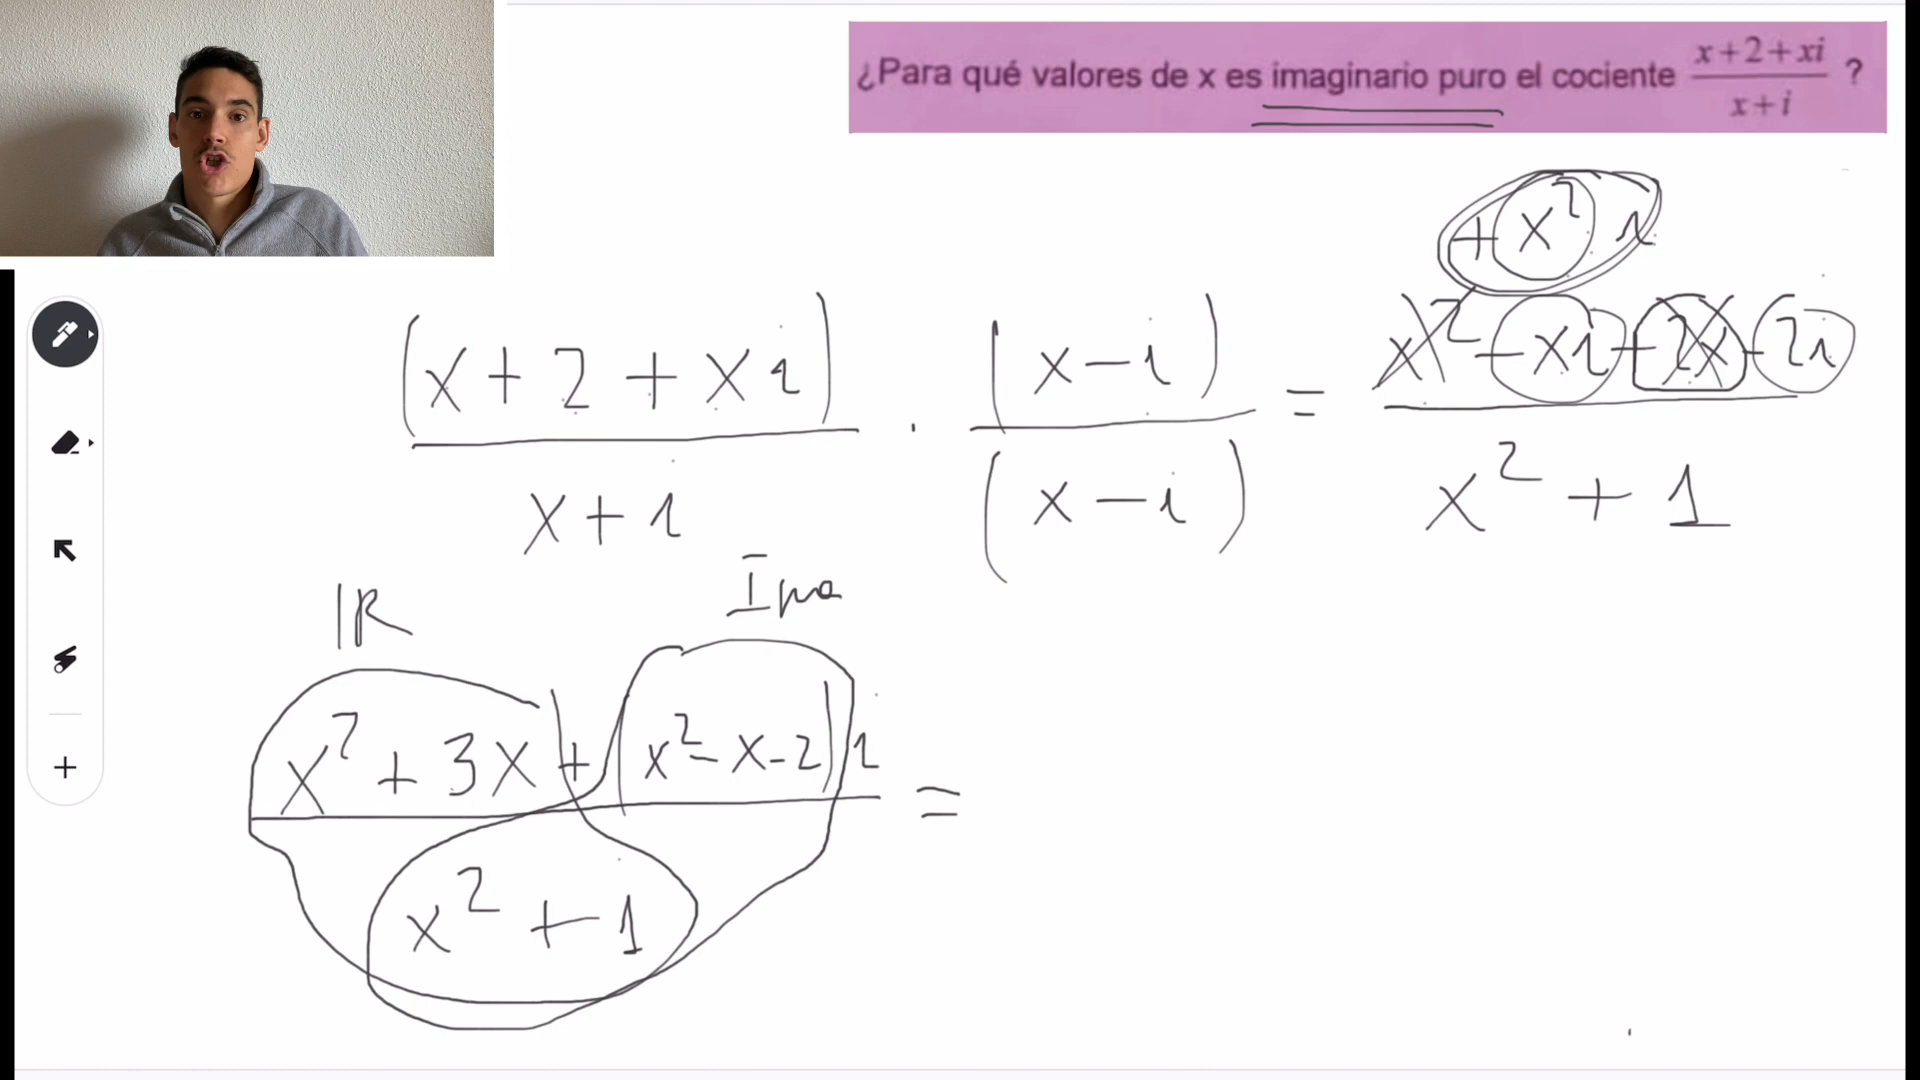 ¿Para qué valores de x es imaginario puro el cociente (x+2+xi)/(x+i) ?
+ x² i
(x + 2 + xi)/(x + i) · (x - i)/(x - i) = (x² - xi + 2x - 2i)/(x² + 1)
IR Ima
(x² + 3x + (x² - x - 2) i)/(x² + 1) =